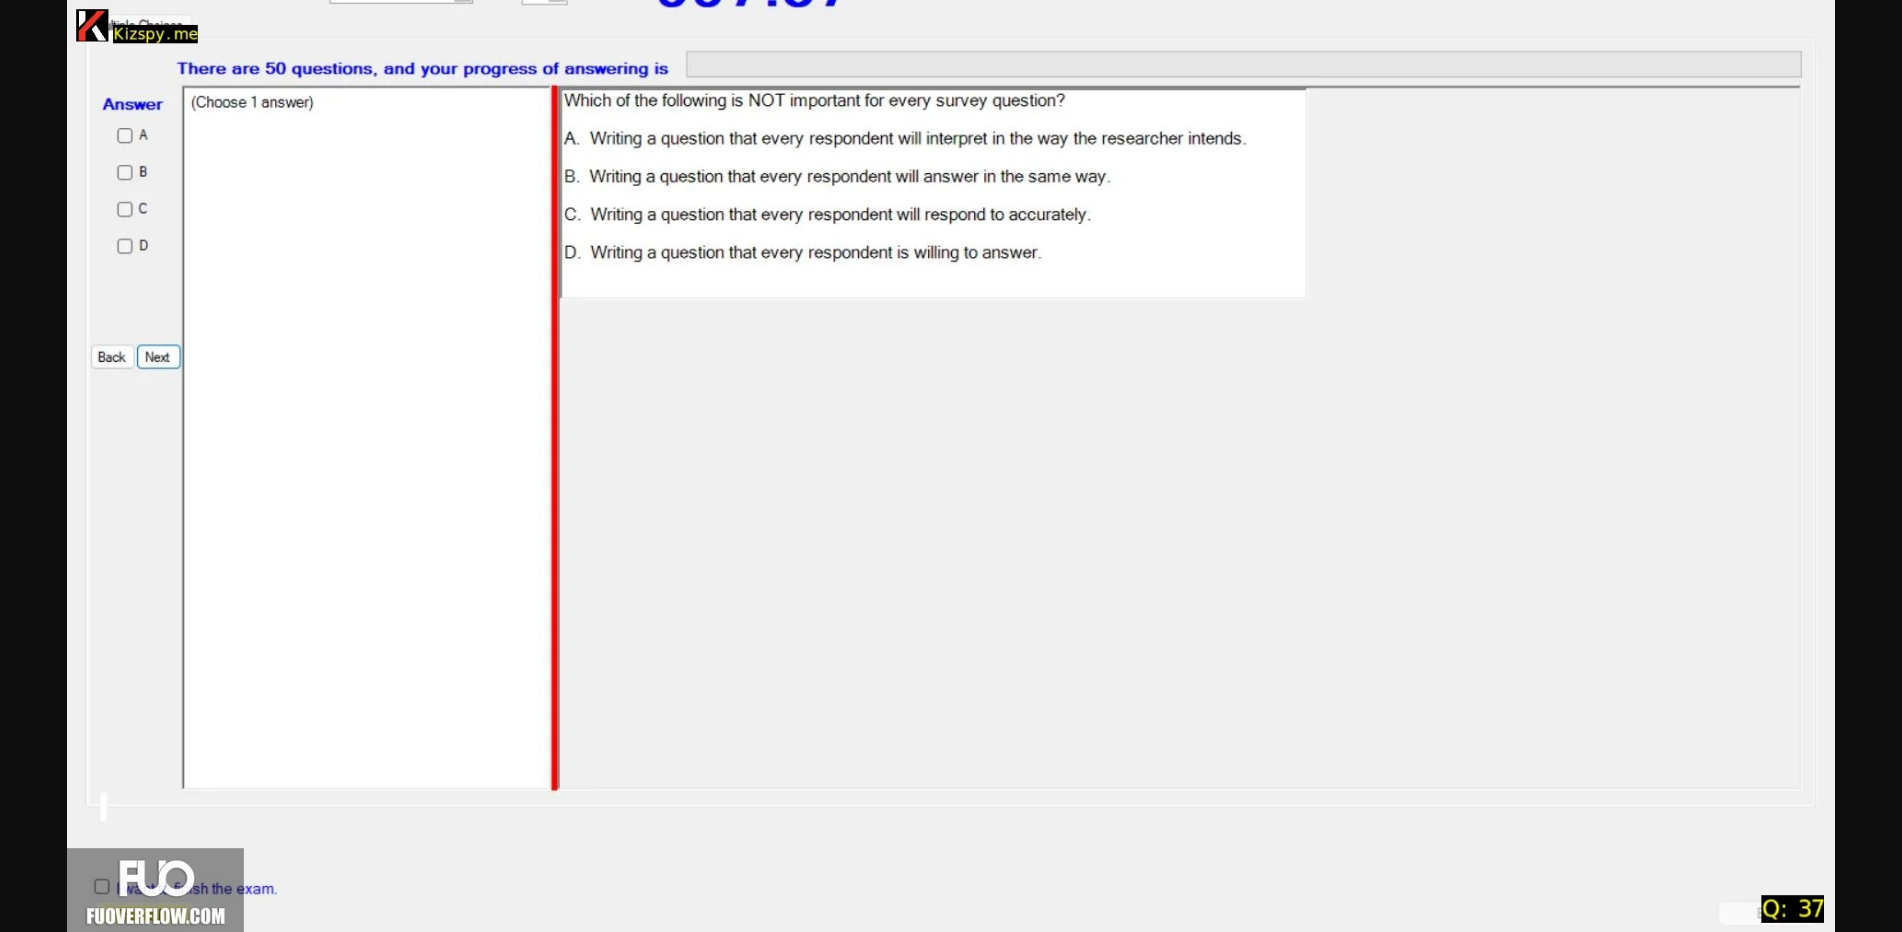 Kizspy.me
There are 50 questions, and your progress of answering is
Answer
(Choose 1 answer)
A
B
C
D
Back
Next
Which of the following is NOT important for every survey question?
A. Writing a question that every respondent will interpret in the way the researcher intends.
B. Writing a question that every respondent will answer in the same way.
C. Writing a question that every respondent will respond to accurately.
D. Writing a question that every respondent is willing to answer.
FUO
the exam.
FUOVERFLOW.COM
Q: 37